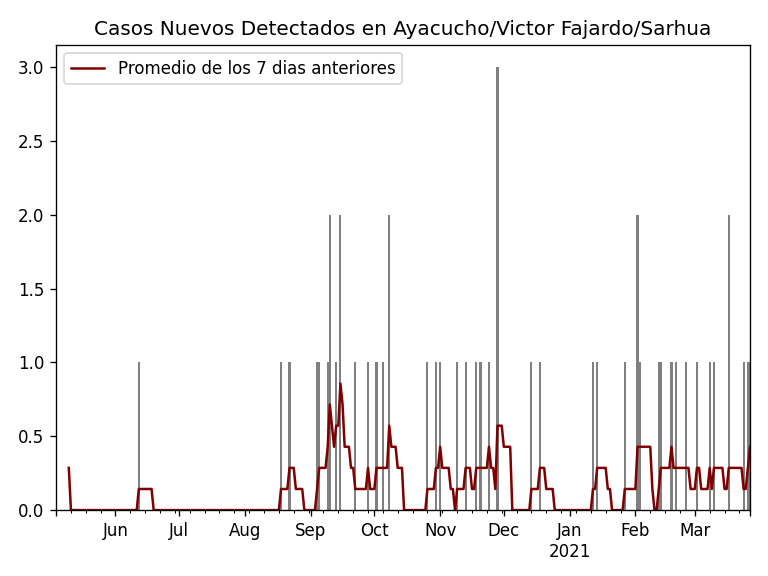 Casos Nuevos Detectados en Ayacucho/Victor Fajardo/Sarhua
Promedio de los 7 dias anteriores
3.0
2.5
2.0
1.5
1.0
0.5
0.0
Jun Jul Aug Sep Oct Nov Dec Jan Feb Mar
2021